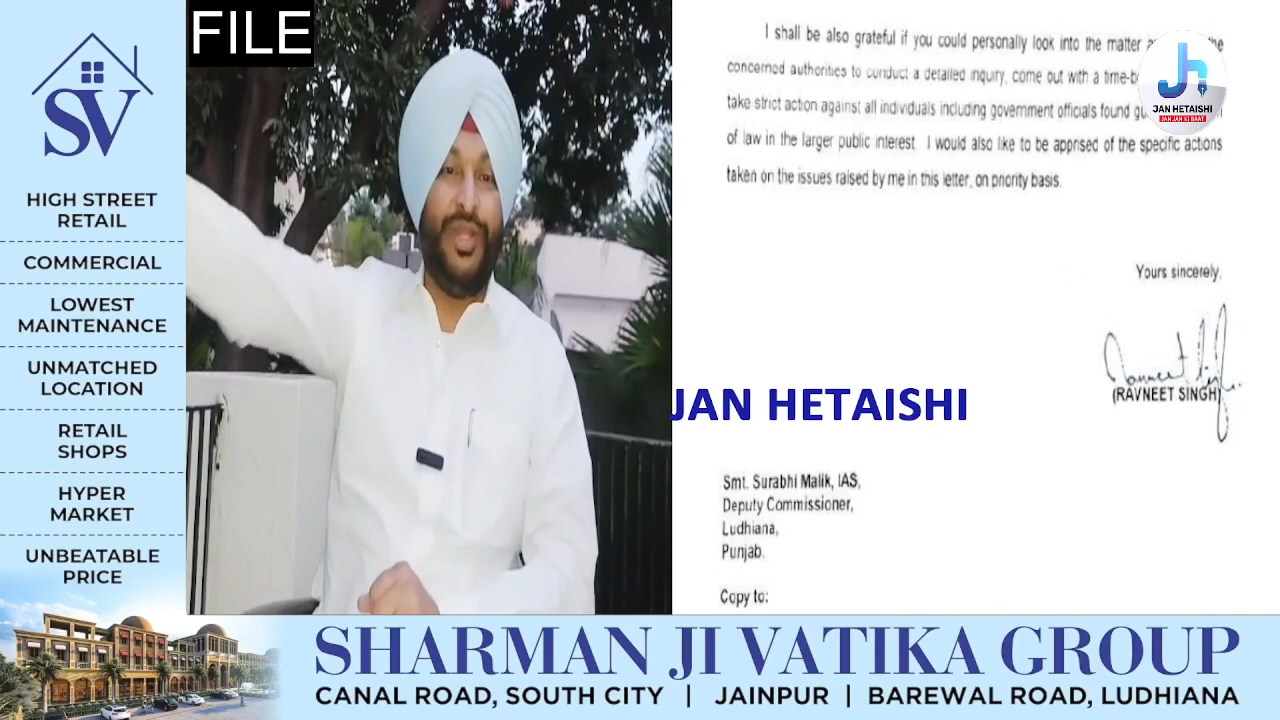 FILE
SV
HIGH STREET
RETAIL
COMMERCIAL
LOWEST
MAINTENANCE
UNMATCHED
LOCATION
RETAIL
SHOPS
HYPER
MARKET
UNBEATABLE
PRICE
I shall be also grateful if you could personally look into the matter
concerned authorities to conduct a detailed inquiry, come out with a
take strict action against all individuals including government officials found
of law in the larger public interest. I would also like to be apprised of the specific actions
taken on the issues raised by me in this letter, on priority basis.
Jh
JAN HETAISHI
JAN JAN KI BAAT
Yours sincerely,
(RAVNEET SINGH)
JAN HETAISHI
Smt. Surabhi Malik, IAS,
Deputy Commissioner,
Ludhiana,
Punjab.
Copy to:
SHARMAN JI VATIKA GROUP
CANAL ROAD, SOUTH CITY | JAINPUR | BAREWAL ROAD, LUDHIANA